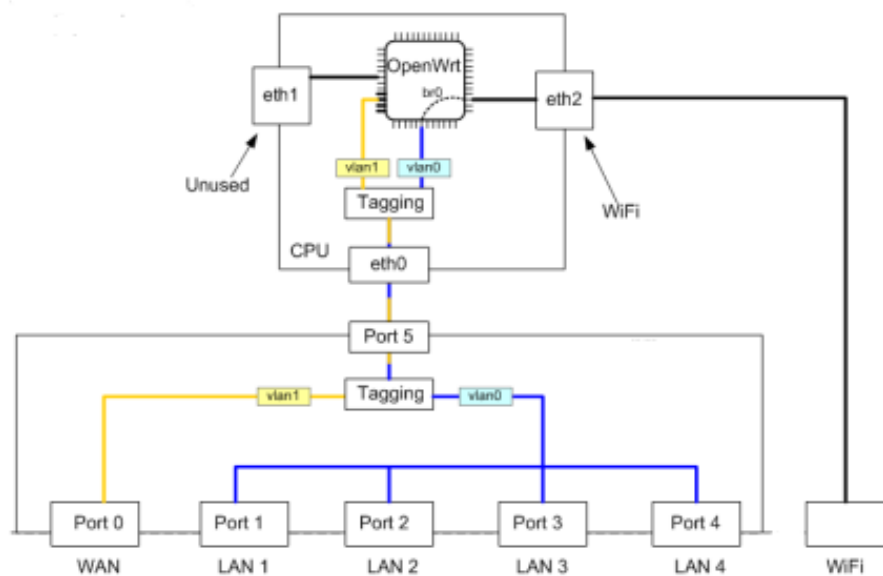 OpenWrt
br0
eth1
eth2
vlan1
vlan0
Unused
Tagging
WiFi
CPU
eth0
Port 5
vlan1
Tagging
vlan0
Port 0
Port 1
Port 2
Port 3
Port 4
WAN
LAN 1
LAN 2
LAN 3
LAN 4
WiFi